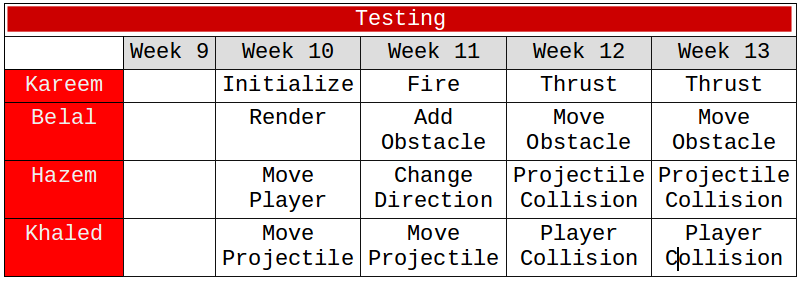 Testing
Week 9 Week 10 Week 11 Week 12 Week 13
Kareem Initialize Fire Thrust Thrust
Belal Render Add Obstacle Move Obstacle Move Obstacle
Hazem Move Player Change Direction Projectile Collision Projectile Collision
Khaled Move Projectile Move Projectile Player Collision Player Collision